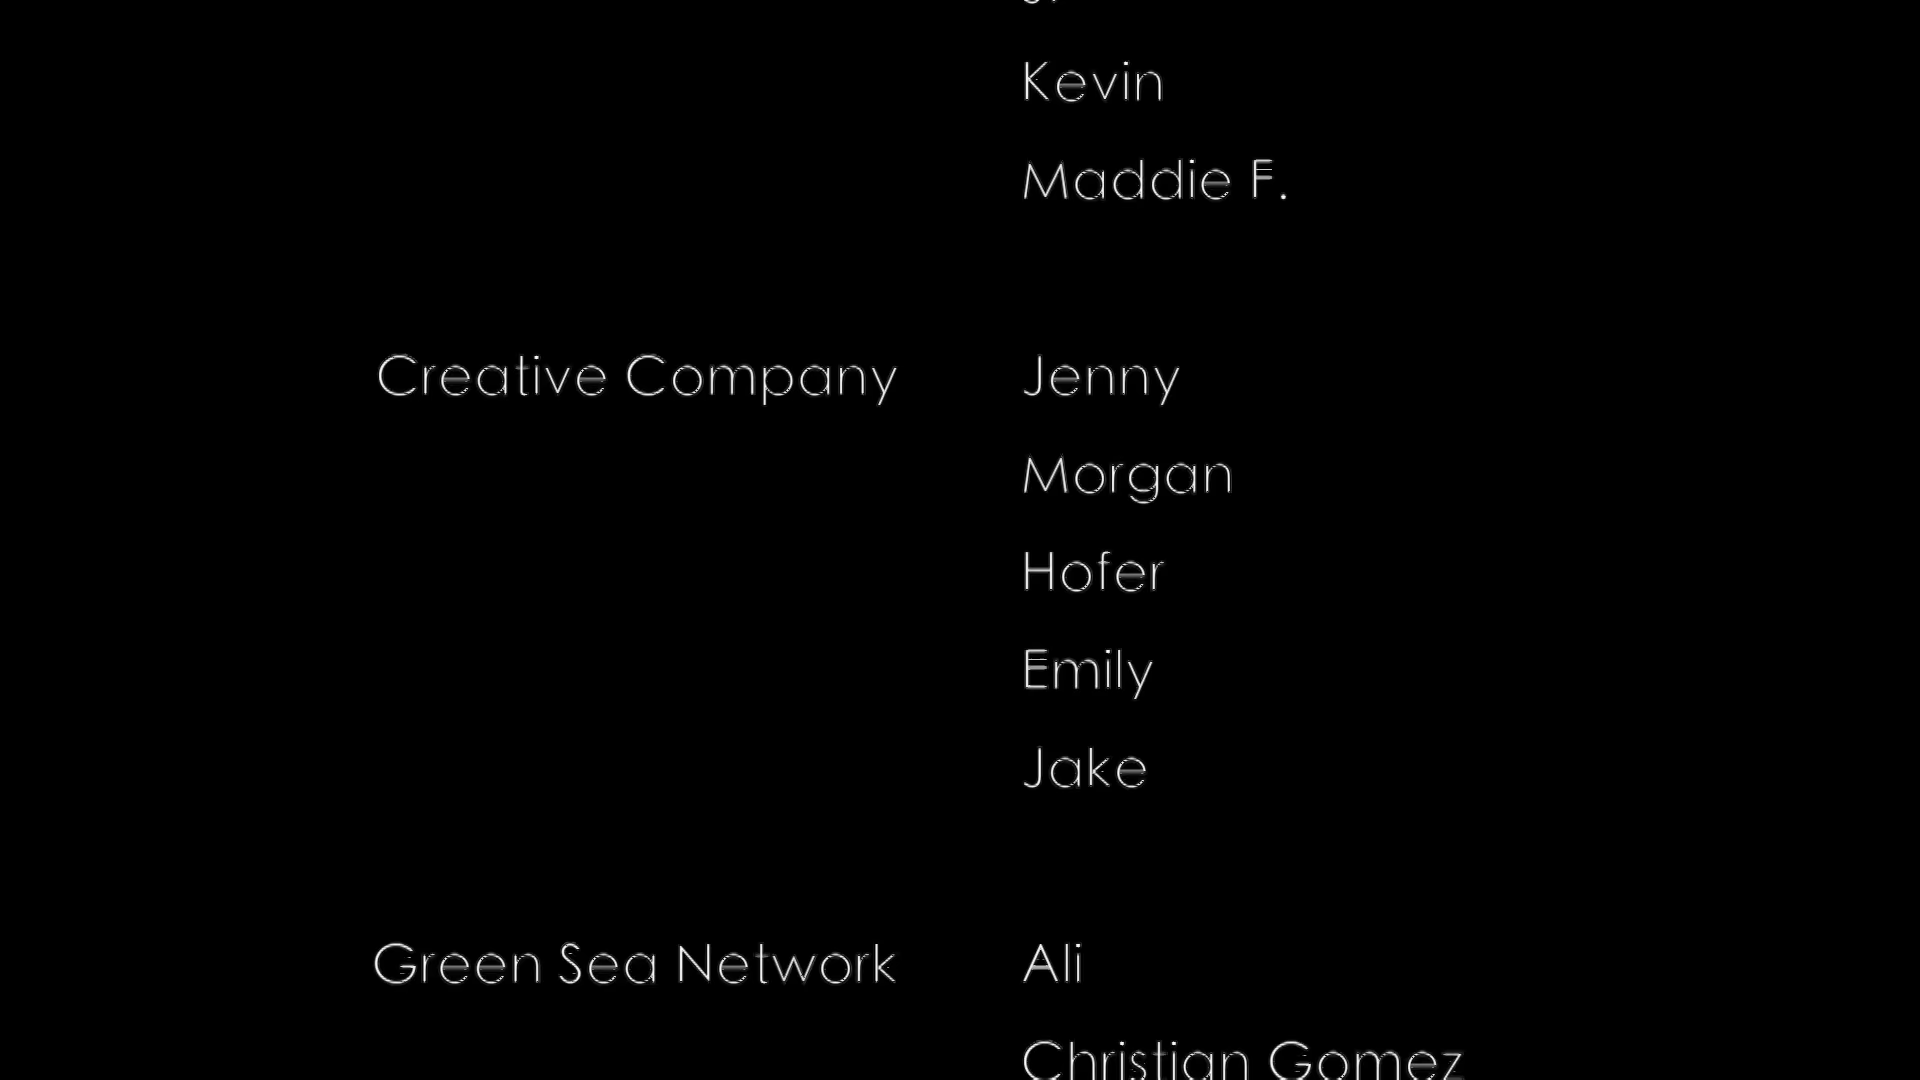 Kevin
Maddie F.
Creative Company Jenny
Morgan
Hofer
Emily
Jake
Green Sea Network Ali
Christian Gomez